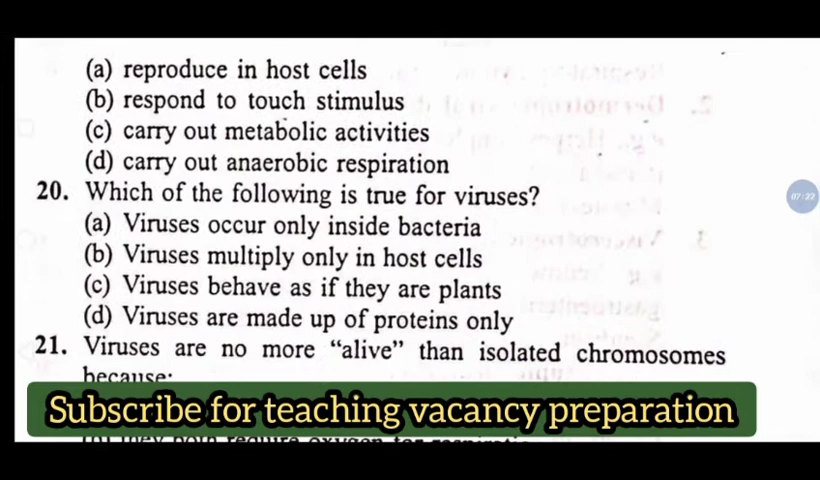 (a) reproduce in host cells
(b) respond to touch stimulus
(c) carry out metabolic activities
(d) carry out anaerobic respiration
20. Which of the following is true for viruses?
(a) Viruses occur only inside bacteria
(b) Viruses multiply only in host cells
(c) Viruses behave as if they are plants
(d) Viruses are made up of proteins only
21. Viruses are no more “alive” than isolated chromosomes
because:
Subscribe for teaching vacancy preparation
07:22